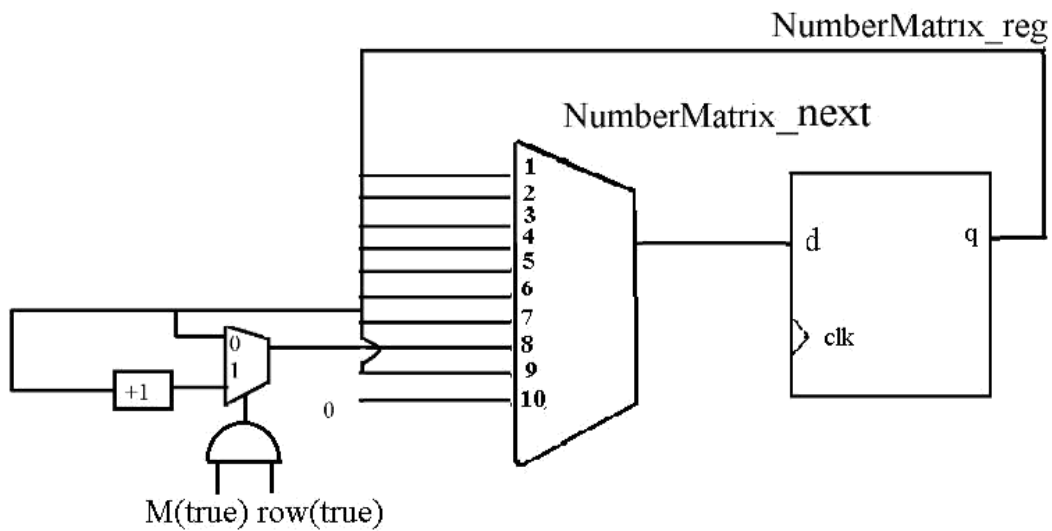 NumberMatrix_reg
NumberMatrix_next
1
2
3
4
5
6
7
8
9
10
d
q
clk
0
1
+1
0
M(true) row(true)